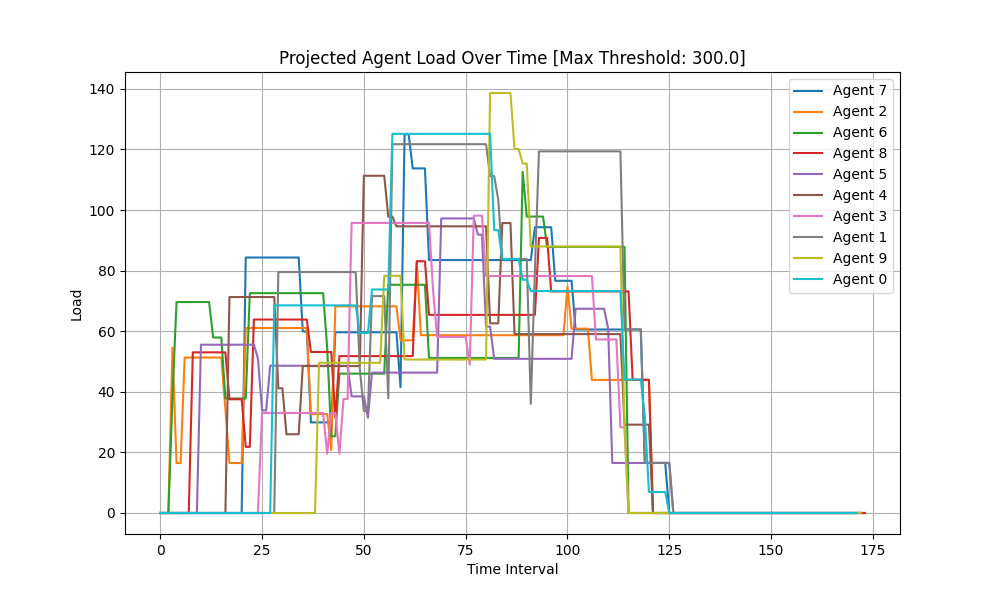 Projected Agent Load Over Time [Max Threshold: 300.0]
Load
140
120
100
80
60
40
20
0
0 25 50 75 100 125 150 175
Time Interval
Agent 7
Agent 2
Agent 6
Agent 8
Agent 5
Agent 4
Agent 3
Agent 1
Agent 9
Agent 0